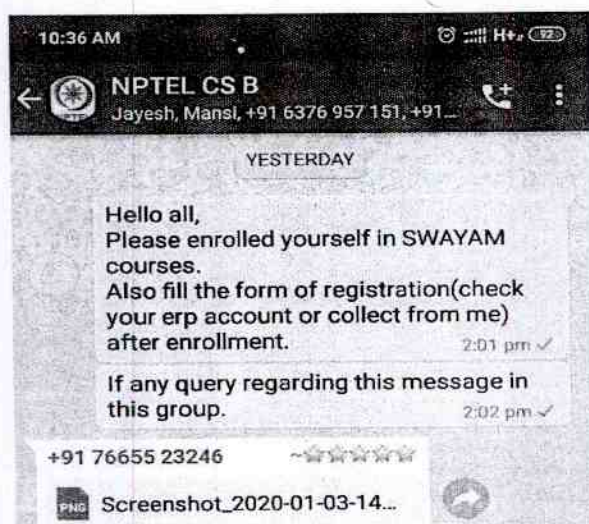 10:36 AM
H+ 92
NPTEL CS B
Jayesh, Mansi, +91 6376 957 151, +91...
YESTERDAY
Hello all,
Please enrolled yourself in SWAYAM
courses.
Also fill the form of registration(check
your erp account or collect from me)
after enrollment.
2:01 pm
If any query regarding this message in
this group.
2:02 pm
+91 76655 23246 ~☆☆☆☆☆
PNG Screenshot_2020-01-03-14...